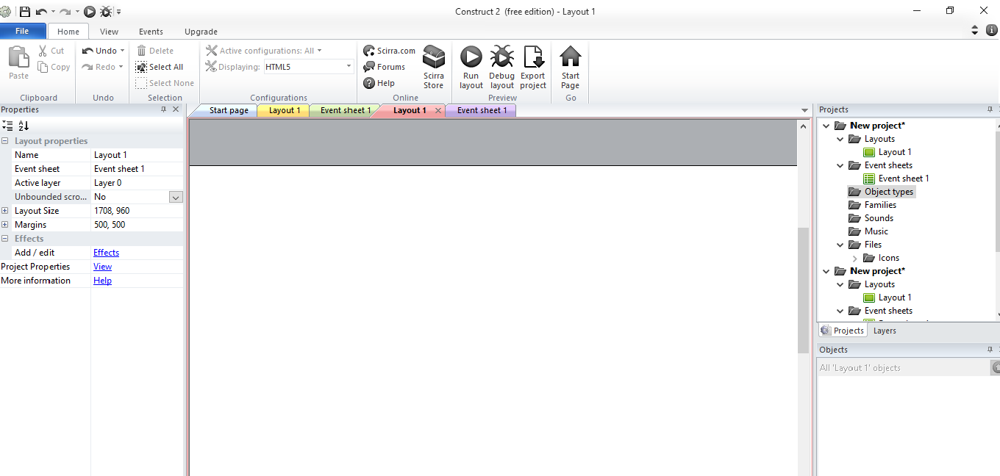 Construct 2 (free edition) - Layout 1
File Home View Events Upgrade
Paste
Cut
Copy
Clipboard
Undo
Redo
Undo
Delete
Select All
Select None
Selection
Active configurations: All
Displaying: HTML5
Configurations
Scirra.com
Forums
Help
Scirra
Store
Online
Run
layout
Debug
layout
Export
project
Preview
Start
Page
Go
Properties
Start page Layout 1 Event sheet 1 Layout 1 Event sheet 1
Layout properties
Name Layout 1
Event sheet Event sheet 1
Active layer Layer 0
Unbounded scro... No
Layout Size 1708, 960
Margins 500, 500
Effects
Add / edit Effects
Project Properties View
More information Help
Projects
New project*
Layouts
Layout 1
Event sheets
Event sheet 1
Object types
Families
Sounds
Music
Files
Icons
New project*
Layouts
Layout 1
Event sheets
Projects Layers
Objects
All 'Layout 1' objects